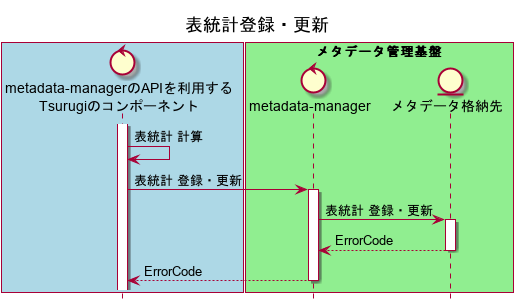 表統計登録・更新
メタデータ管理基盤
metadata-managerのAPIを利用する
Tsurugiのコンポーネント
metadata-manager
メタデータ格納先
表統計 計算
表統計 登録・更新
表統計 登録・更新
ErrorCode
ErrorCode